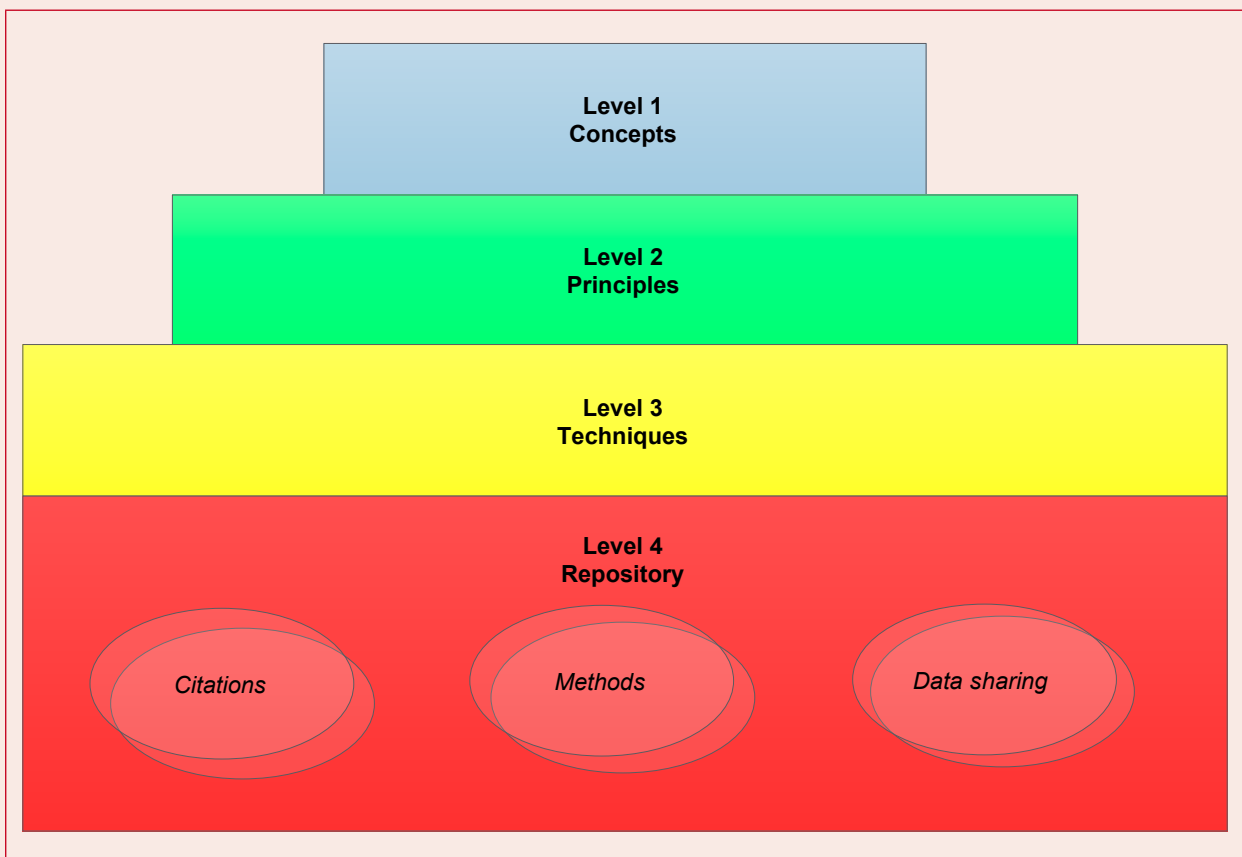 Level 1
Concepts
Level 2
Principles
Level 3
Techniques
Level 4
Repository
Citations
Methods
Data sharing